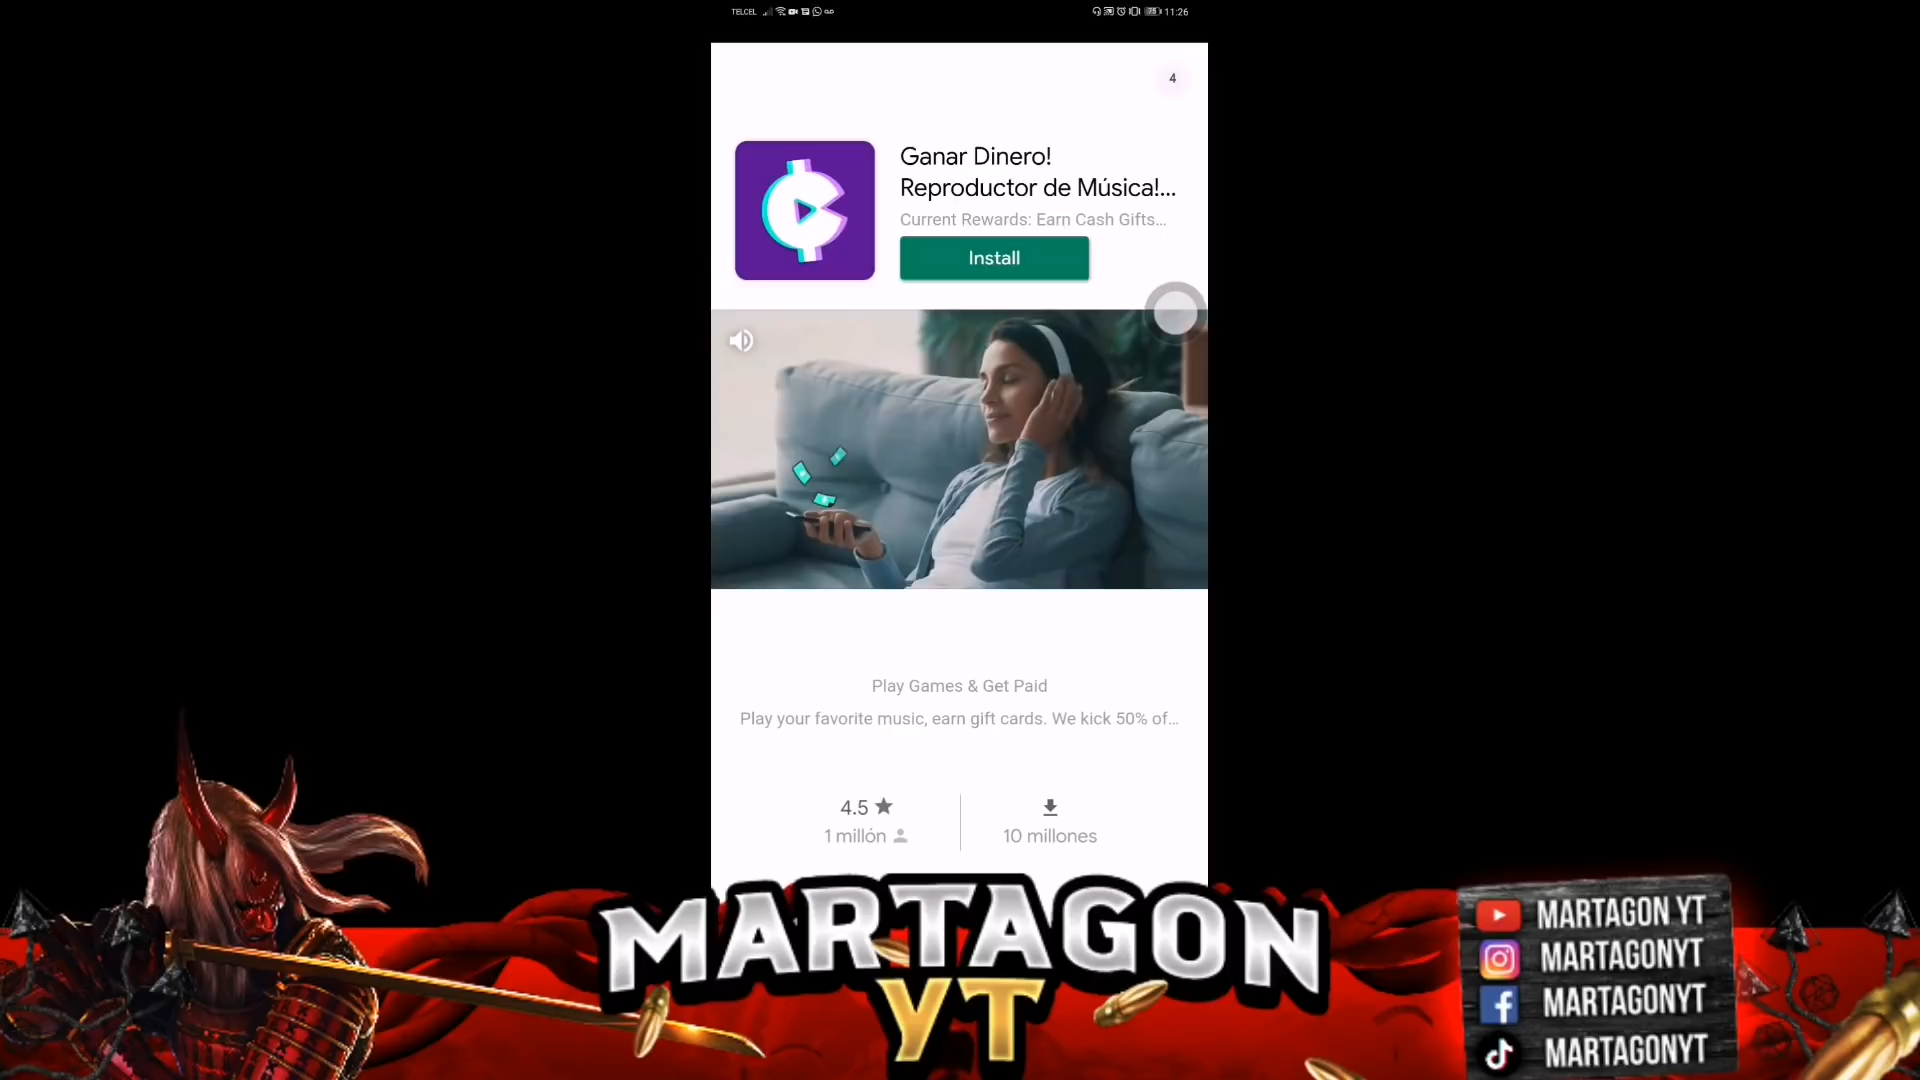 TELCEL
75
11:26
4
Ganar Dinero!
Reproductor de Música!...
Current Rewards: Earn Cash Gifts...
Install
Play Games & Get Paid
Play your favorite music, earn gift cards. We kick 50% of...
4.5
1 millón
10 millones
MARTAGON
YT
MARTAGON YT
MARTAGONYT
MARTAGONYT
MARTAGONYT